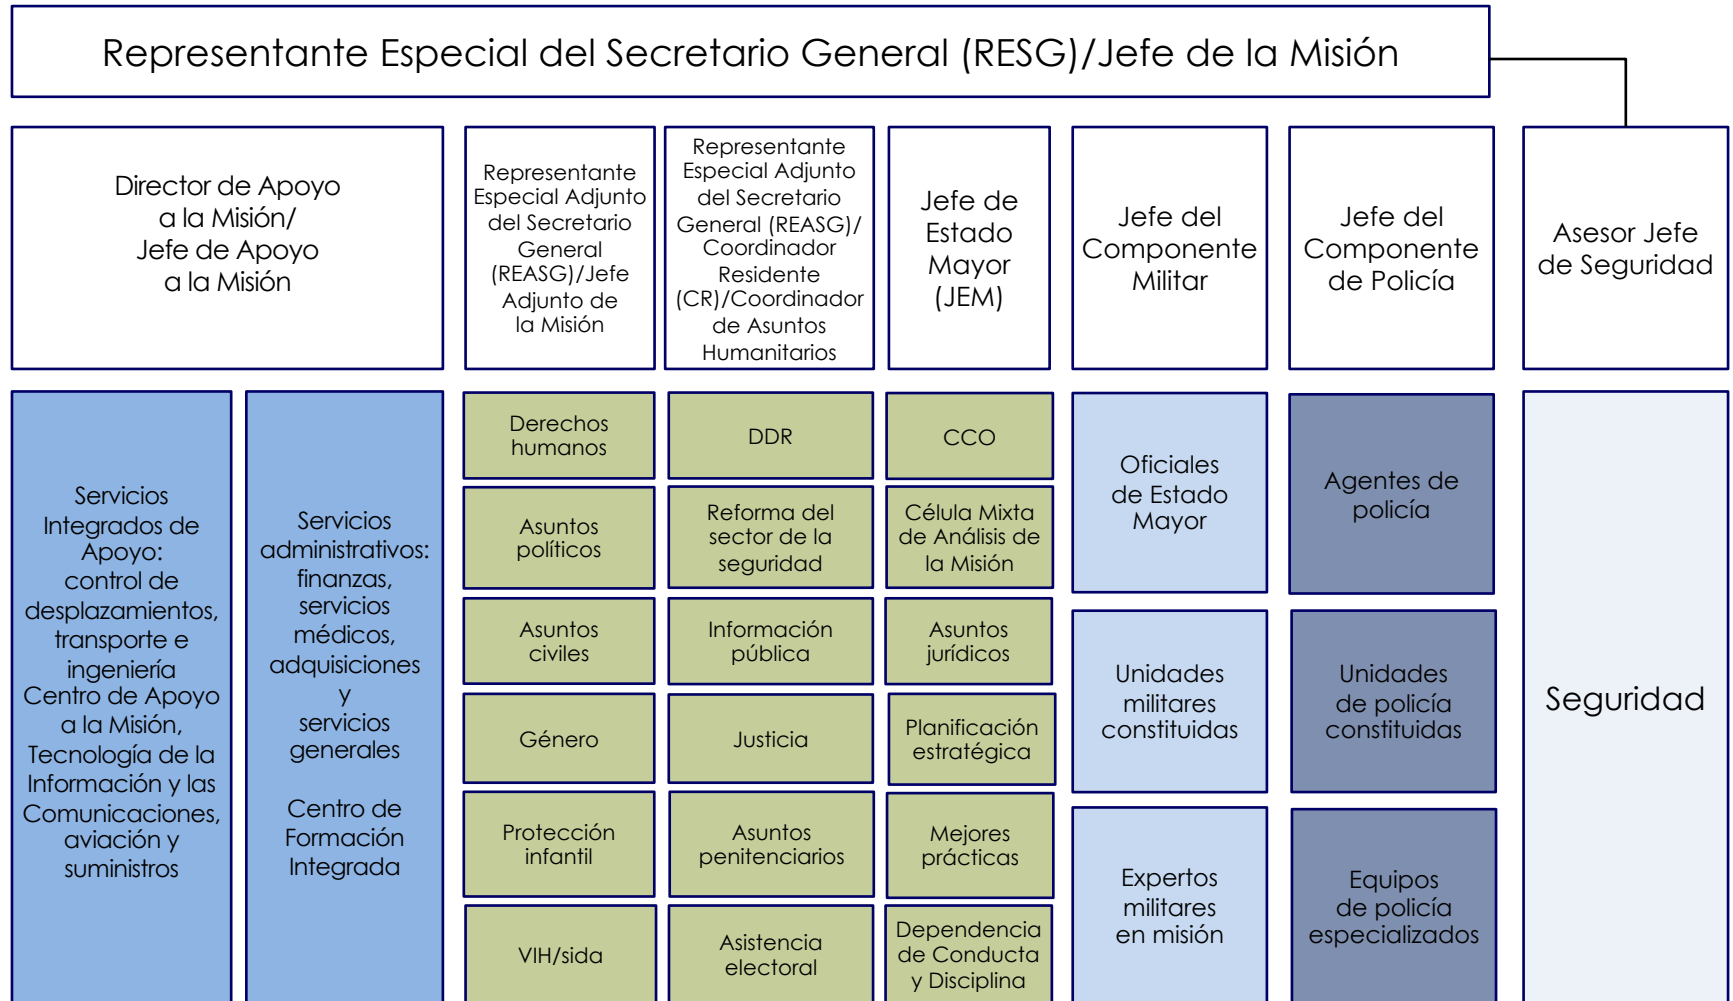 Representante Especial del Secretario General (RESG)/Jefe de la Misión
Director de Apoyo
a la Misión/
Jefe de Apoyo
a la Misión
Representante
Especial Adjunto
del Secretario
General
(REASG)/Jefe
Adjunto de
la Misión
Representante
Especial Adjunto
del Secretario
General (REASG)/
Coordinador
Residente
(CR)/Coordinador
de Asuntos
Humanitarios
Jefe de
Estado
Mayor
(JEM)
Jefe del
Componente
Militar
Jefe del
Componente
de Policía
Asesor Jefe
de Seguridad
Servicios
Integrados de
Apoyo:
control de
desplazamientos,
transporte e
ingeniería
Centro de Apoyo
a la Misión,
Tecnología de la
Información y las
Comunicaciones,
aviación y
suministros
Servicios
administrativos:
finanzas,
servicios
médicos,
adquisiciones
y
servicios
generales
Centro de
Formación
Integrada
Derechos
humanos
Asuntos
políticos
Asuntos
civiles
Género
Protección
infantil
VIH/sida
DDR
Reforma del
sector de la
seguridad
Información
pública
Justicia
Asuntos
penitenciarios
Asistencia
electoral
CCO
Célula Mixta
de Análisis de
la Misión
Asuntos
jurídicos
Planificación
estratégica
Mejores
prácticas
Dependencia
de Conducta
y Disciplina
Oficiales
de Estado
Mayor
Unidades
militares
constituidas
Expertos
militares
en misión
Agentes de
policía
Unidades
de policía
constituidas
Equipos
de policía
especializados
Seguridad